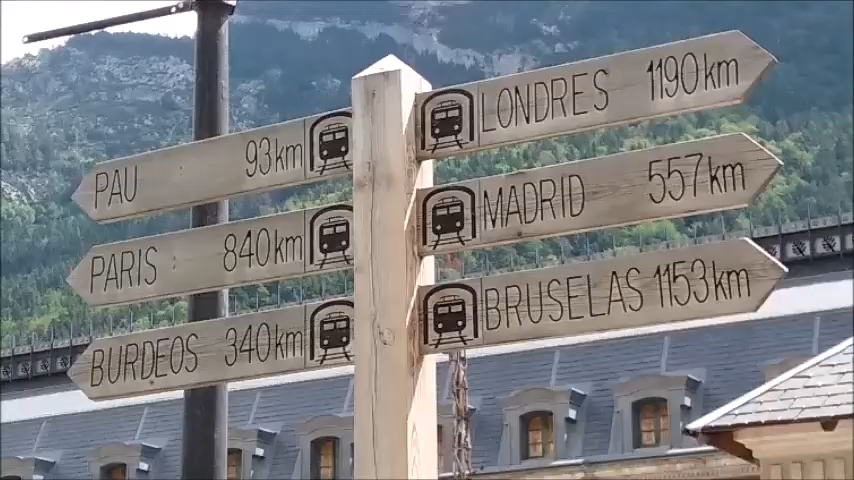 PAU 93km
PARIS 840km
BURDEOS 340km
LONDRES 1190km
MADRID 557km
BRUSELAS 1153km